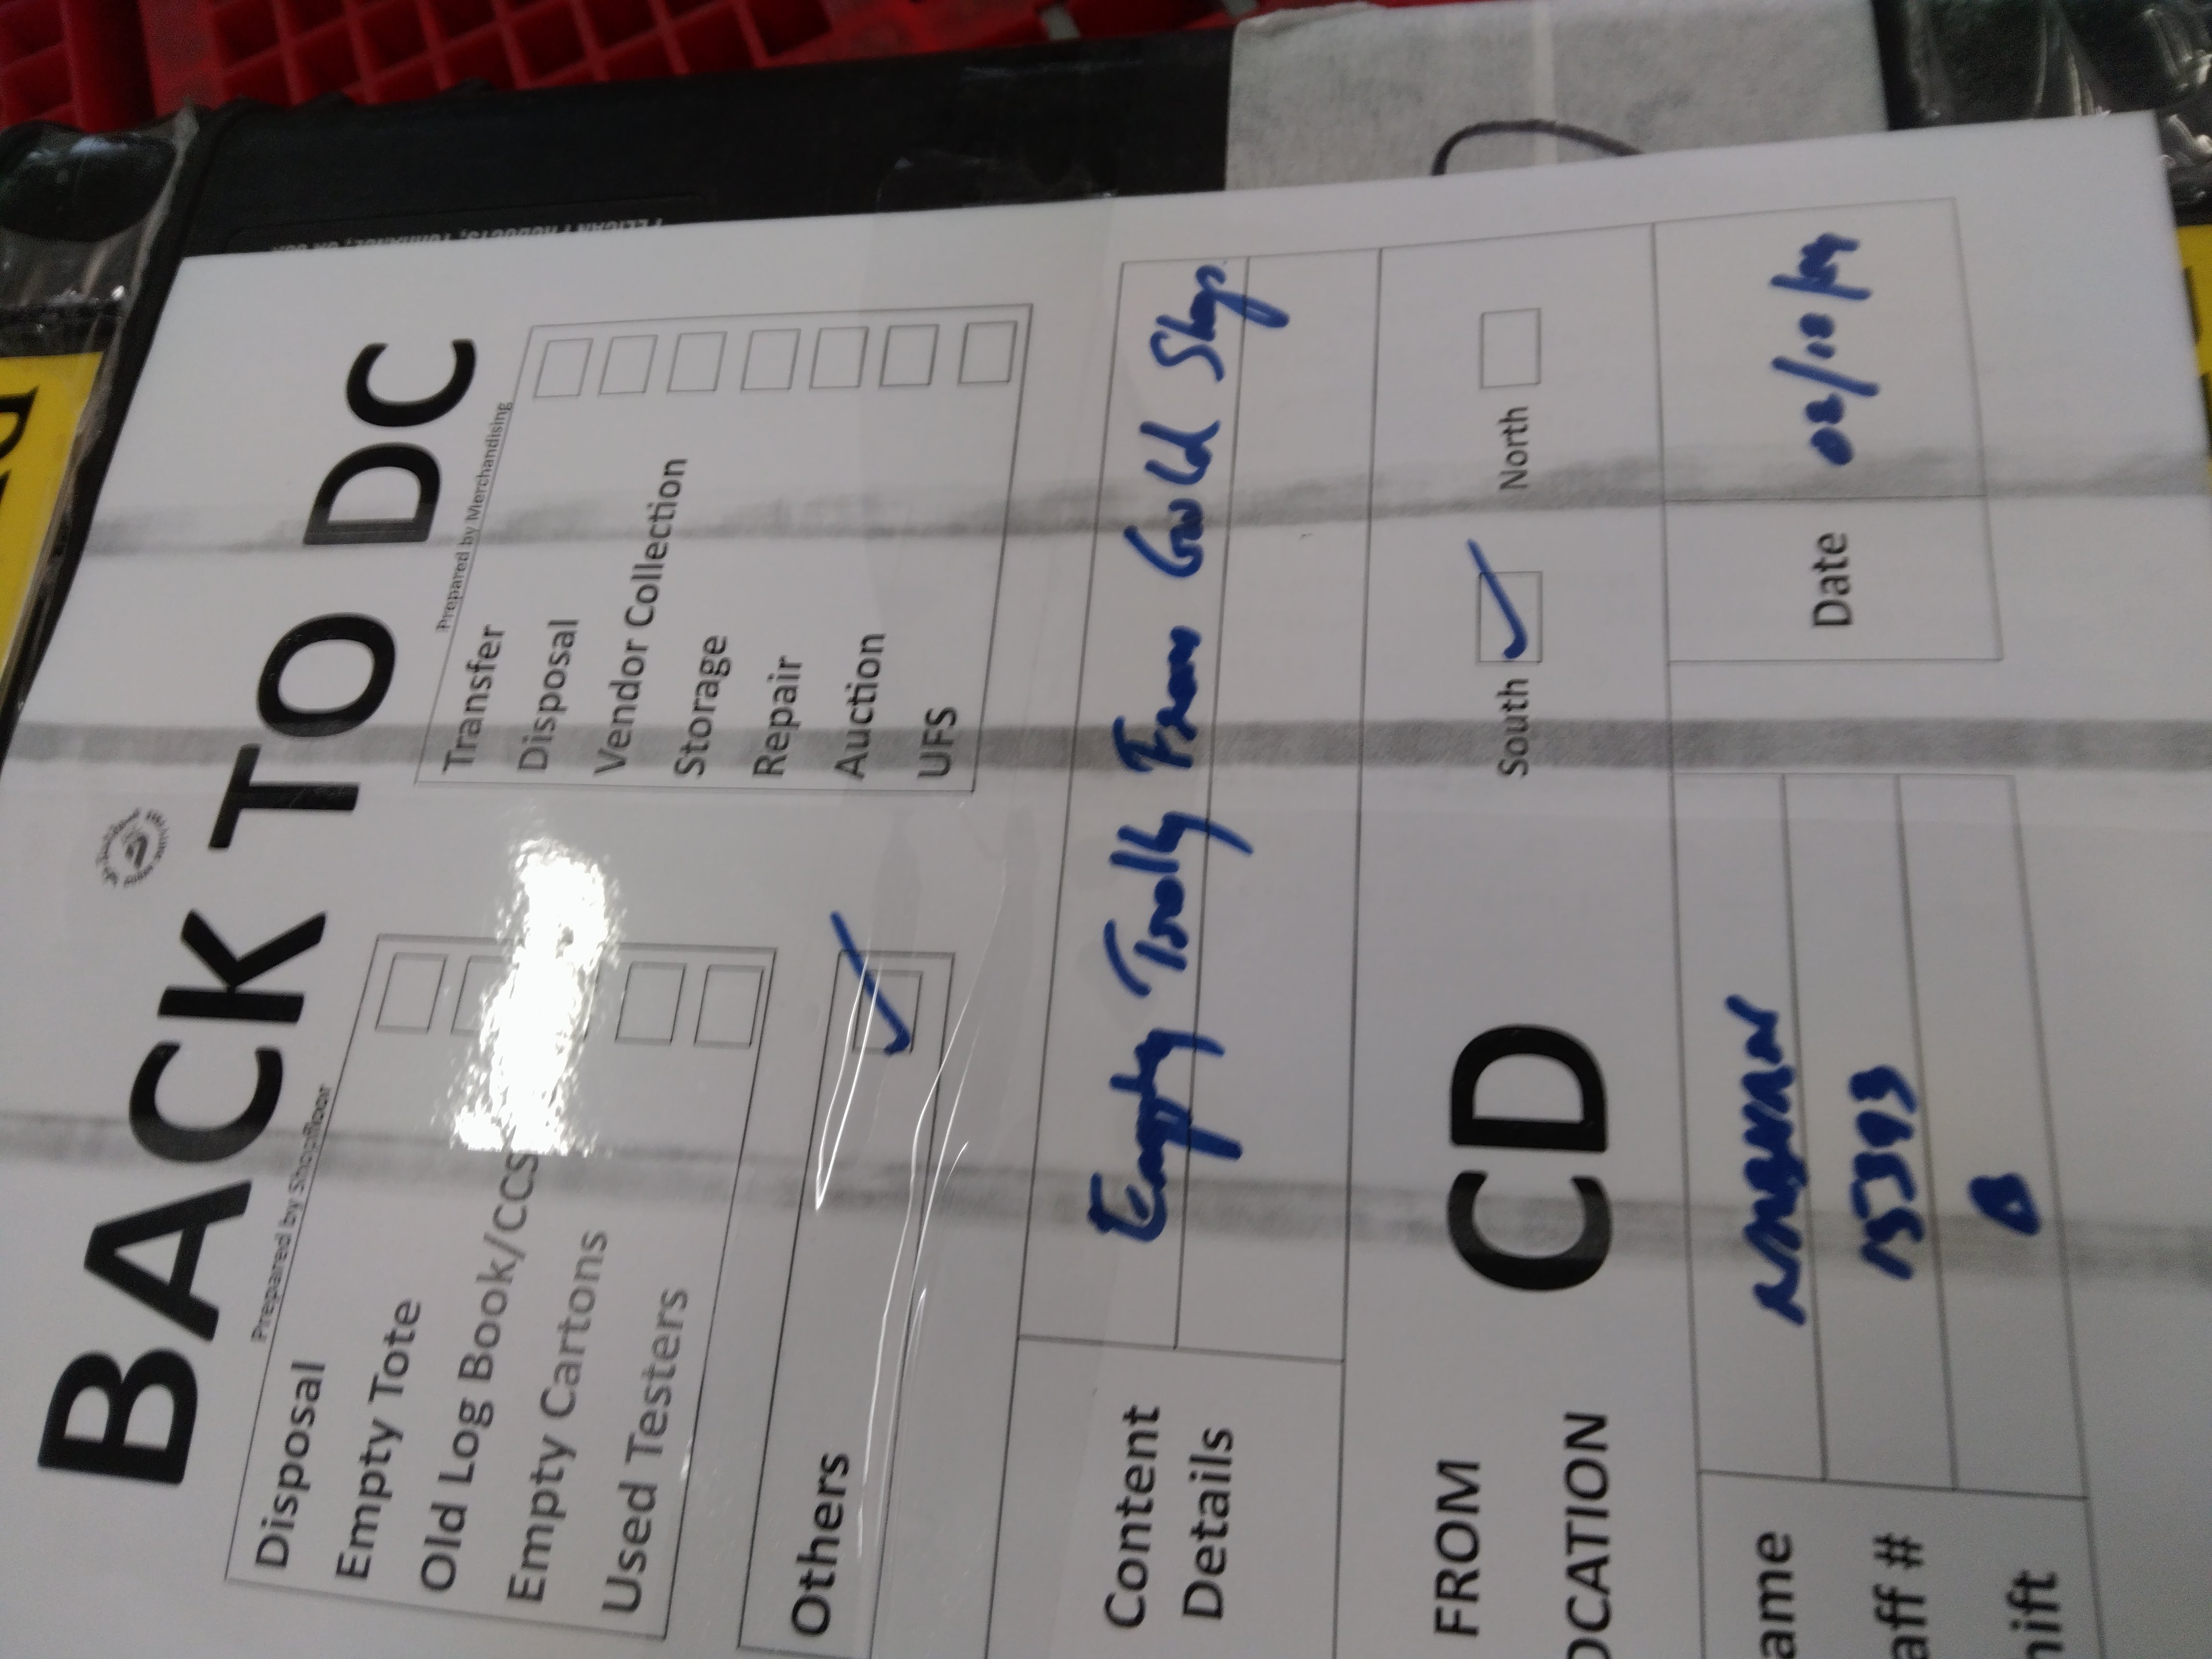 BACK TO DC
Prepared by Shopfloor
Disposal
Empty Tote
Old Log Book/CCS
Empty Cartons
Used Testers
Others
Prepared by Merchandising
Transfer
Disposal
Vendor Collection
Storage
Repair
Auction
UFS
Content Details
Empty Trolly From Gold Shop
FROM
OCATION
CD
South
North
ame
aff #
15393
hift
Date